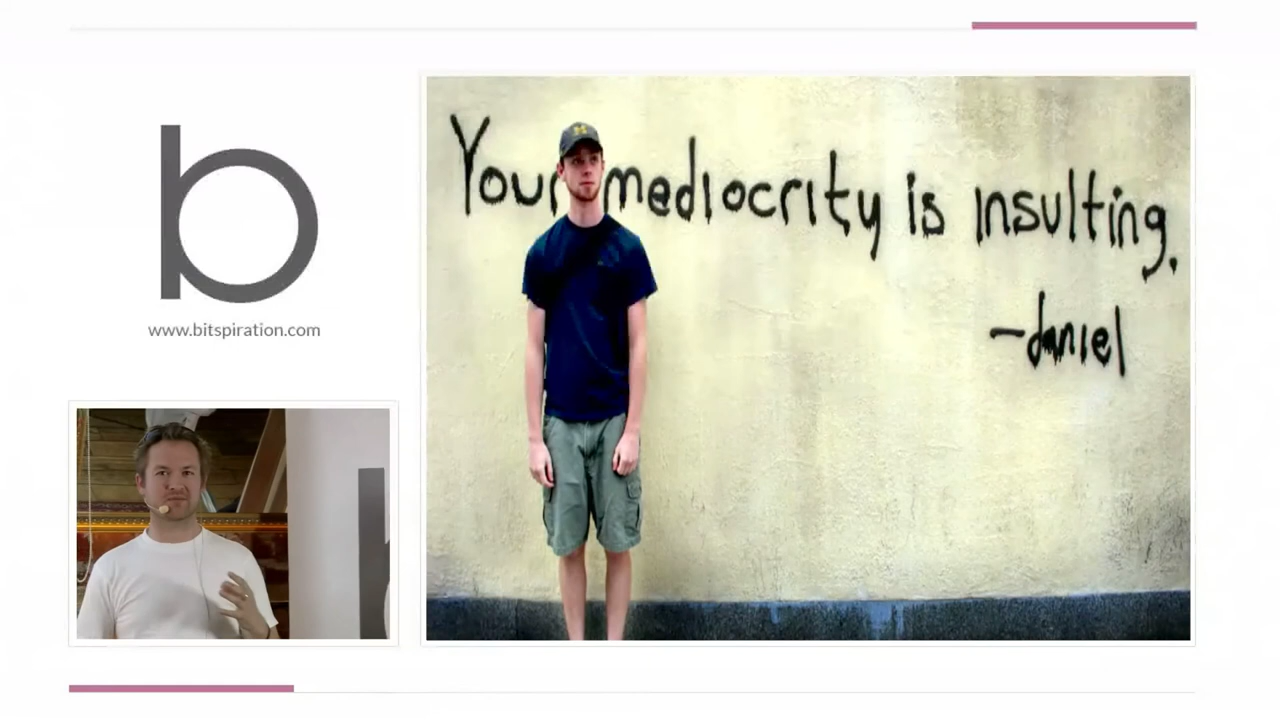 b
www.bitspiration.com
M
Your mediocrity is insulting.
-daniel